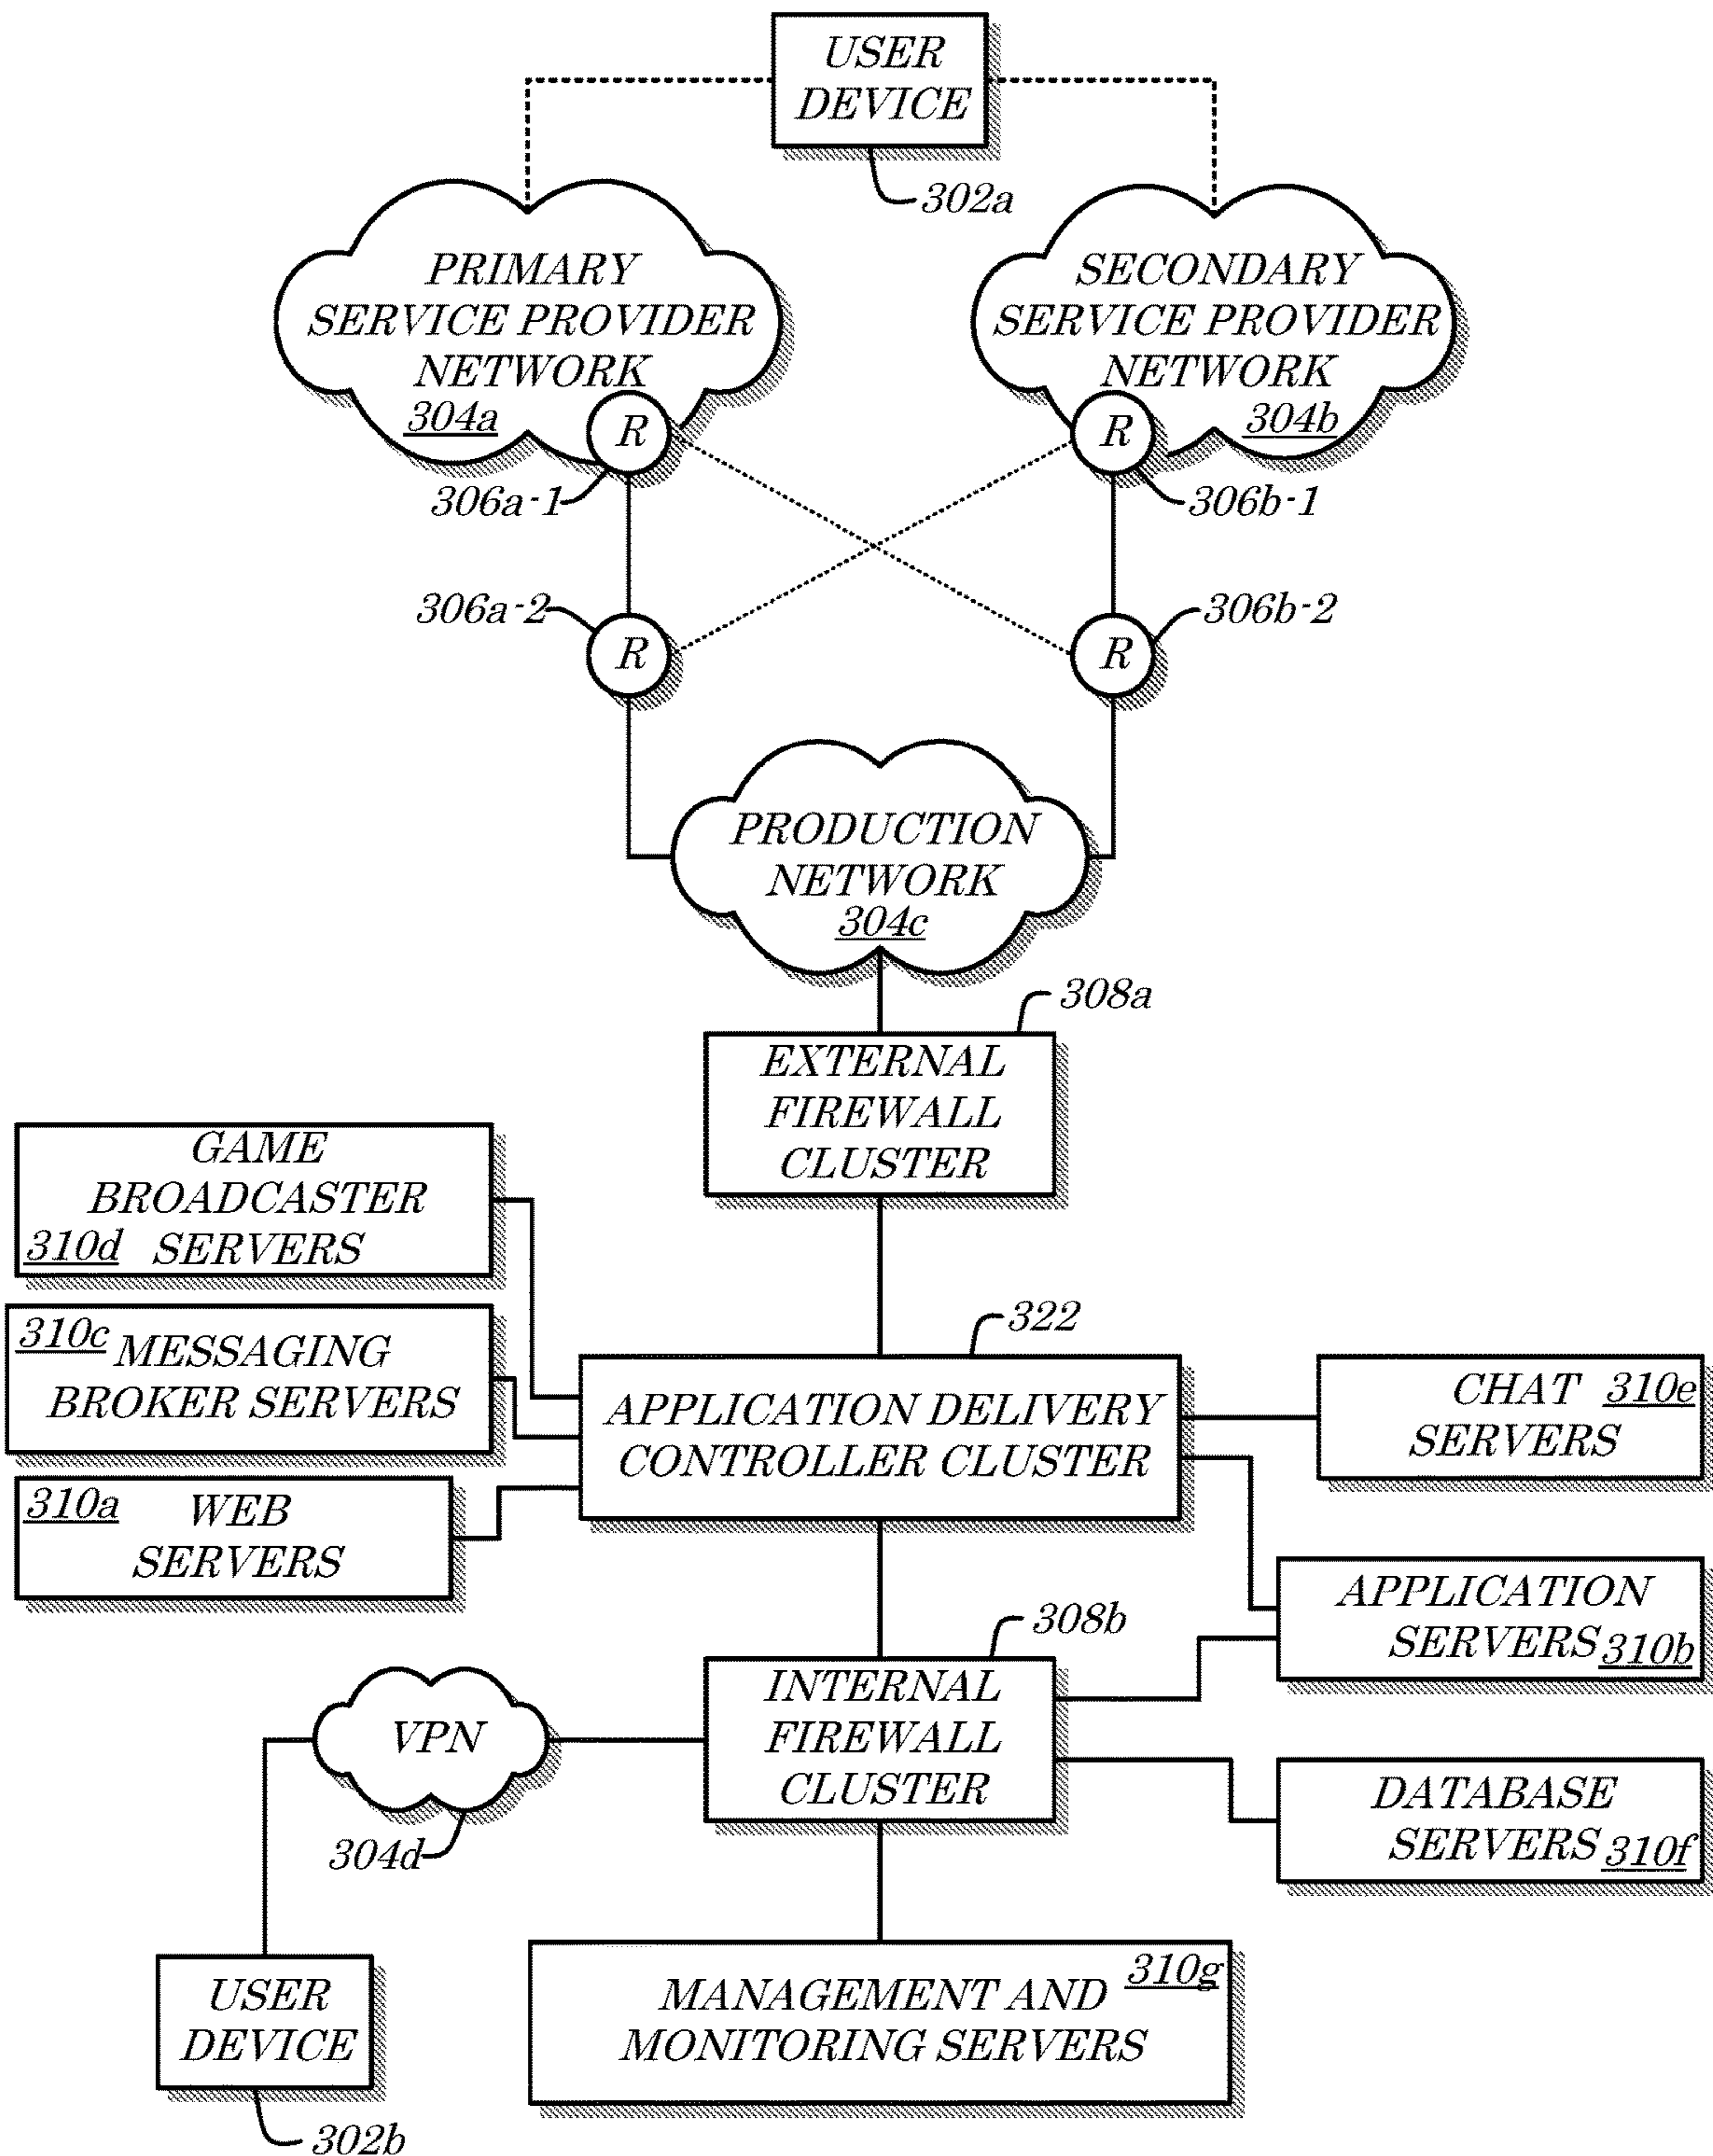 USER
DEVICE
302a
PRIMARY
SERVICE PROVIDER
NETWORK
304a
R
306a-1
SECONDARY
SERVICE PROVIDER
NETWORK
304b
R
306b-1
306a-2
R
R
306b-2
PRODUCTION
NETWORK
304c
308a
EXTERNAL
FIREWALL
CLUSTER
GAME
BROADCASTER
310d SERVERS
310c MESSAGING
BROKER SERVERS
310a WEB
SERVERS
322
APPLICATION DELIVERY
CONTROLLER CLUSTER
CHAT 310e
SERVERS
APPLICATION
SERVERS 310b
308b
INTERNAL
FIREWALL
CLUSTER
VPN
304d
DATABASE
SERVERS 310f
USER
DEVICE
302b
310g
MANAGEMENT AND
MONITORING SERVERS